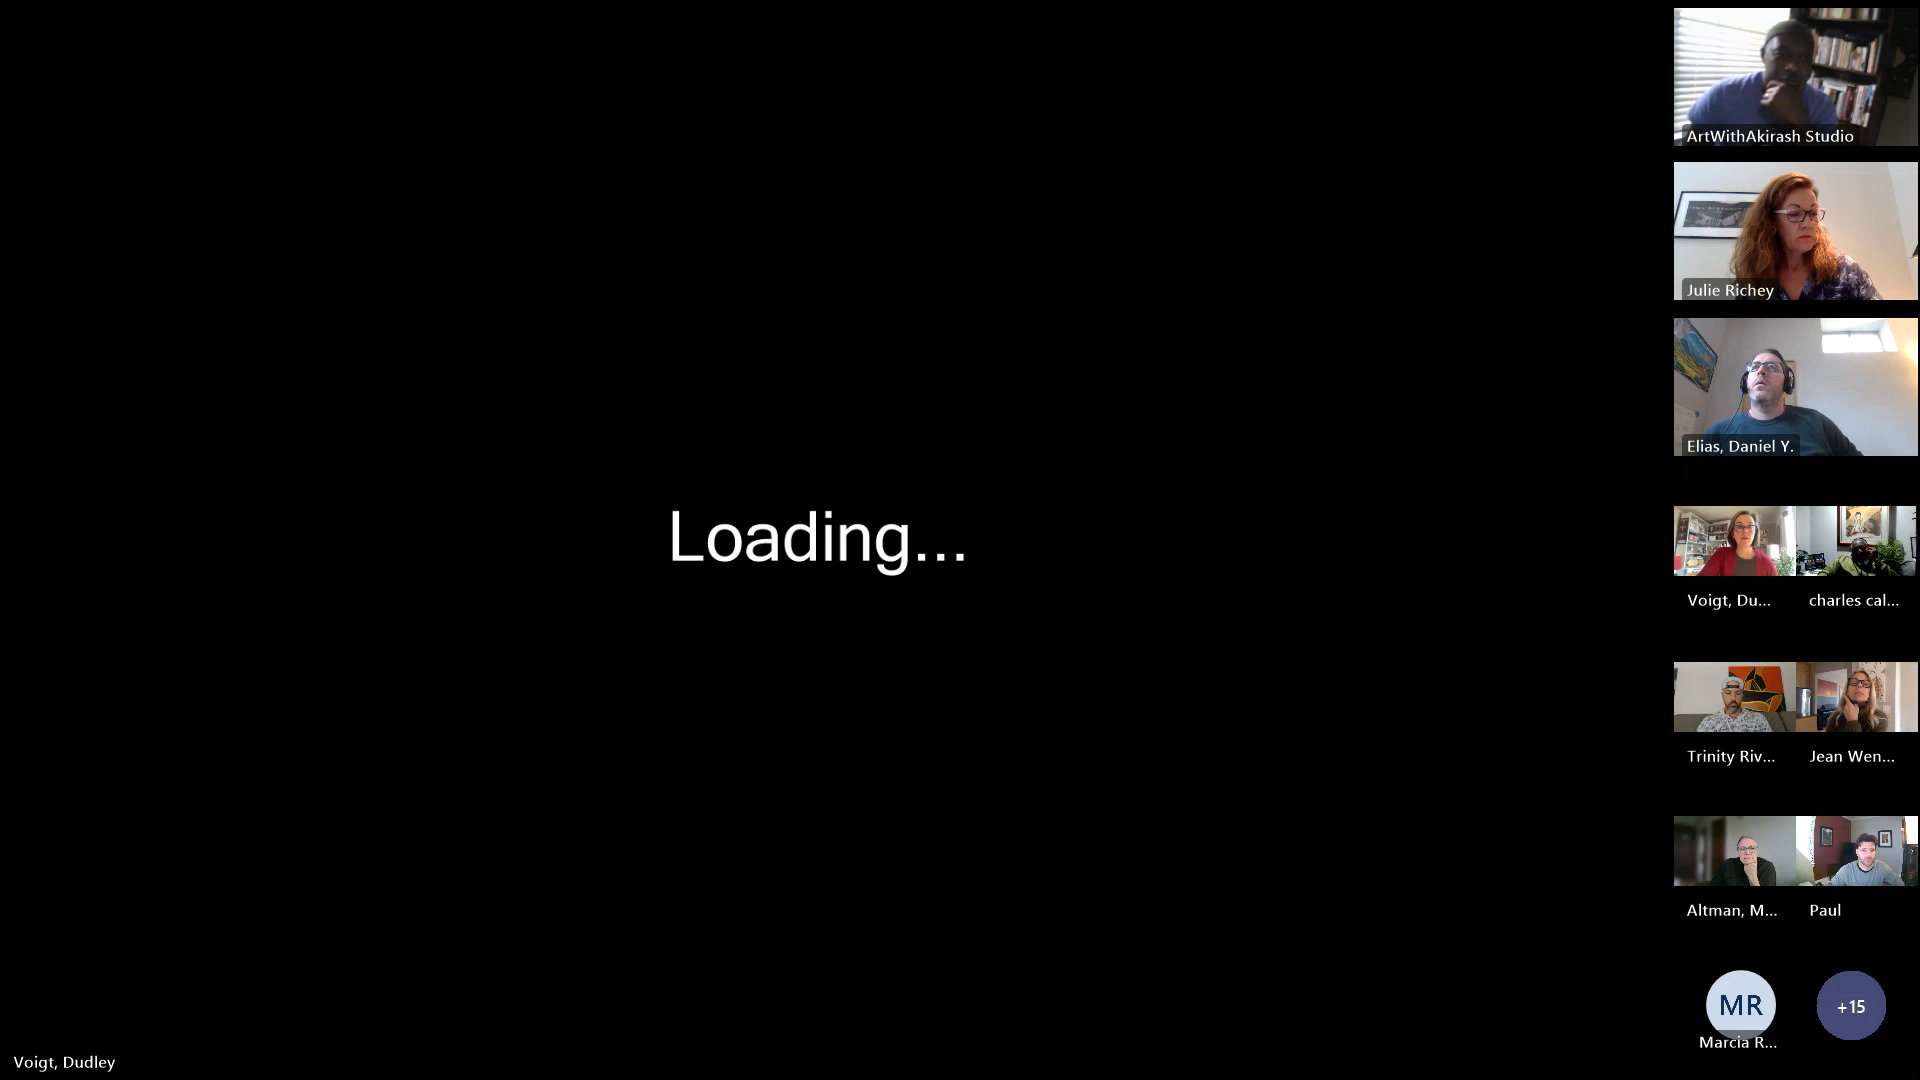 ArtWithAkirash Studio
Julie Richey
Elias, Daniel Y.
Loading...
Voigt, Du...
charles cal...
Trinity Riv...
Jean Wen...
Altman, M...
Paul
MR
+15
Marcia R...
Voigt, Dudley